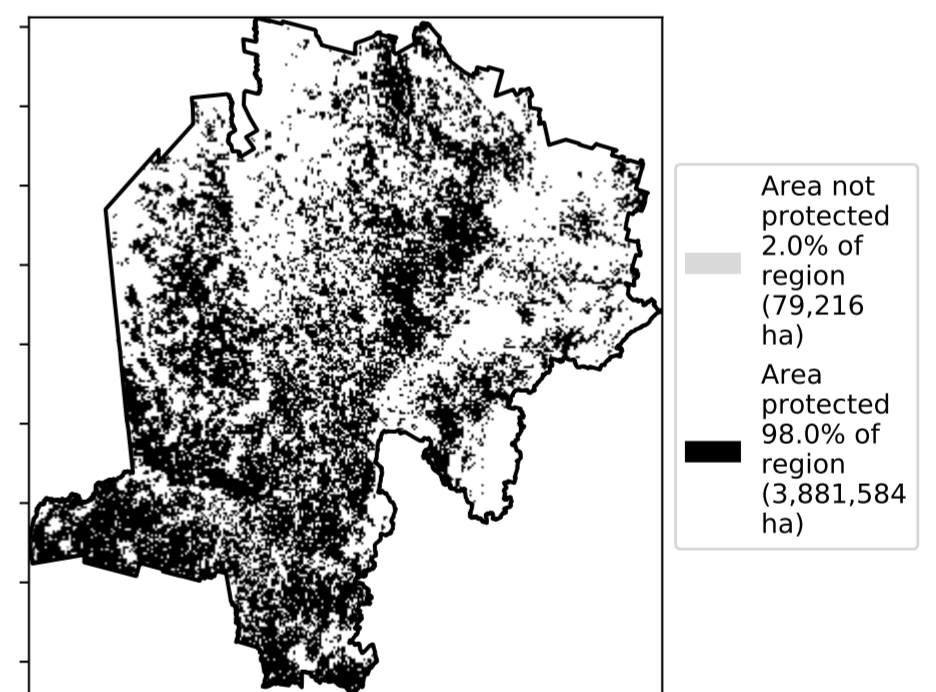 Area not
protected
2.0% of
region
(79,216
ha)
Area
protected
98.0% of
region
(3,881,584
ha)